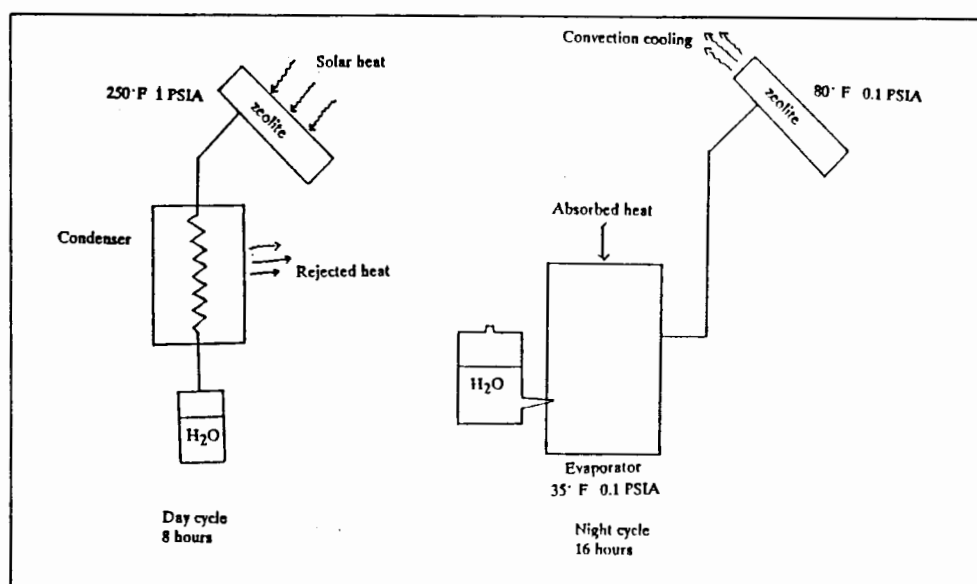 Solar heat
250°F 1 PSIA
zeolite
Condenser
Rejected heat
H₂O
Day cycle
8 hours
Convection cooling
80° F 0.1 PSIA
zeolite
Absorbed heat
H₂O
Evaporator
35° F 0.1 PSIA
Night cycle
16 hours